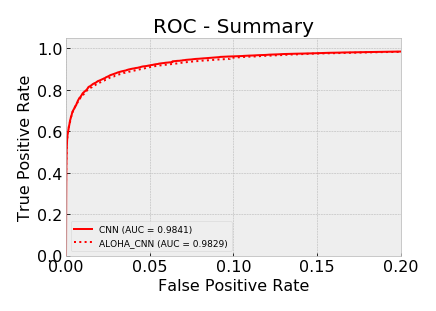 ROC - Summary
True Positive Rate
1.0
0.8
0.6
0.4
0.2
0.0
CNN (AUC = 0.9841)
ALOHA_CNN (AUC = 0.9829)
0.00 0.05 0.10 0.15 0.20
False Positive Rate